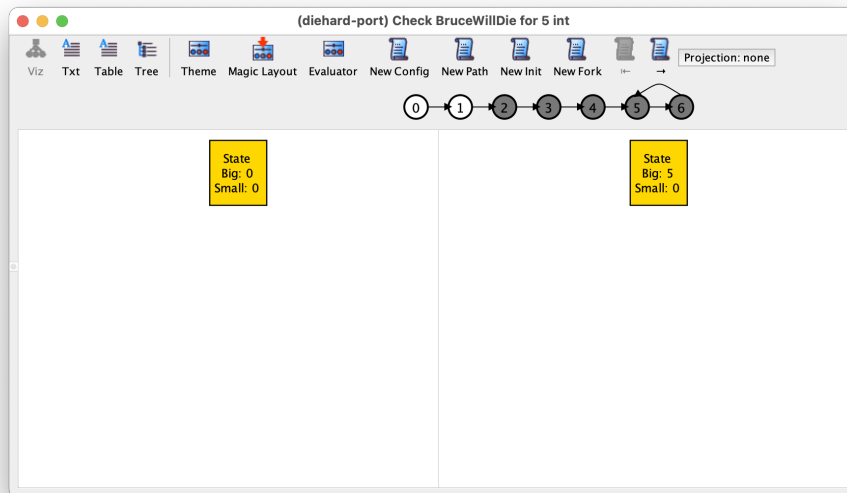 (diehard-port) Check BruceWillDie for 5 int
Viz Txt Table Tree Theme Magic Layout Evaluator New Config New Path New Init New Fork ⇤ → Projection: none
0 1 2 3 4 5 6
State
Big: 0
Small: 0
State
Big: 5
Small: 0